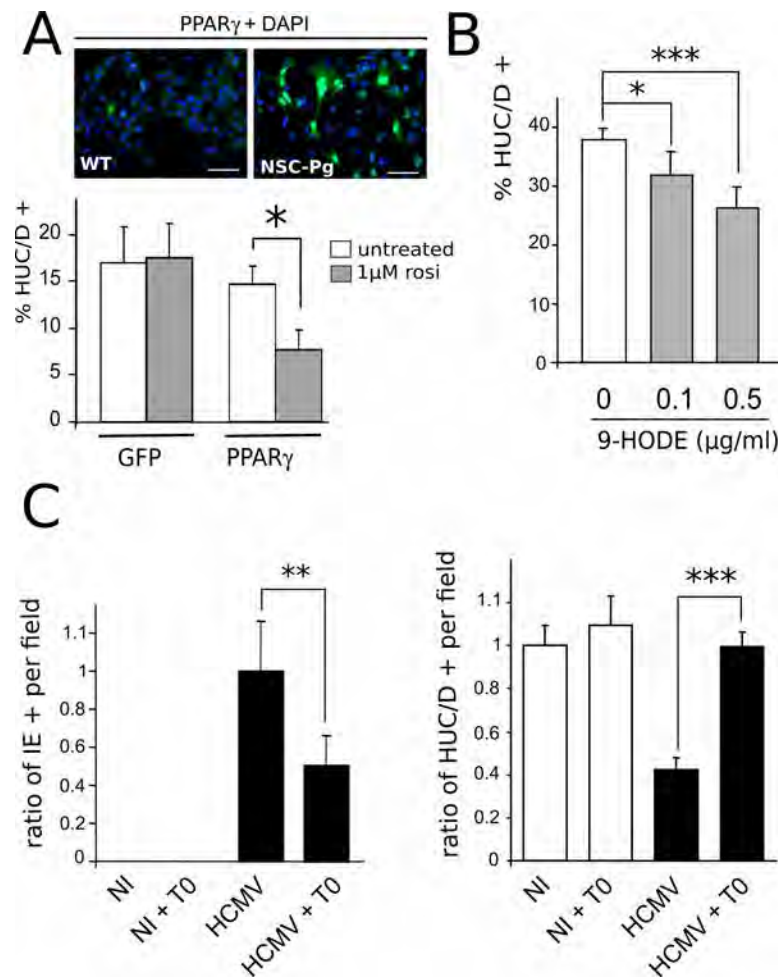 A
PPARγ + DAPI
WT
NSC-Pg
% HUC/D +
20
15
10
5
0
*
untreated
1μM rosi
GFP
PPARγ
B
% HUC/D +
40
30
20
10
0
*
***
0 0.1 0.5
9-HODE (μg/ml)
C
ratio of IE + per field
1.1
1
0.8
0.6
0.4
0.2
0
**
NI
NI + T0
HCMV
HCMV + T0
ratio of HUC/D + per field
1.1
1
0.8
0.6
0.4
0.2
0
***
NI
NI + T0
HCMV
HCMV + T0